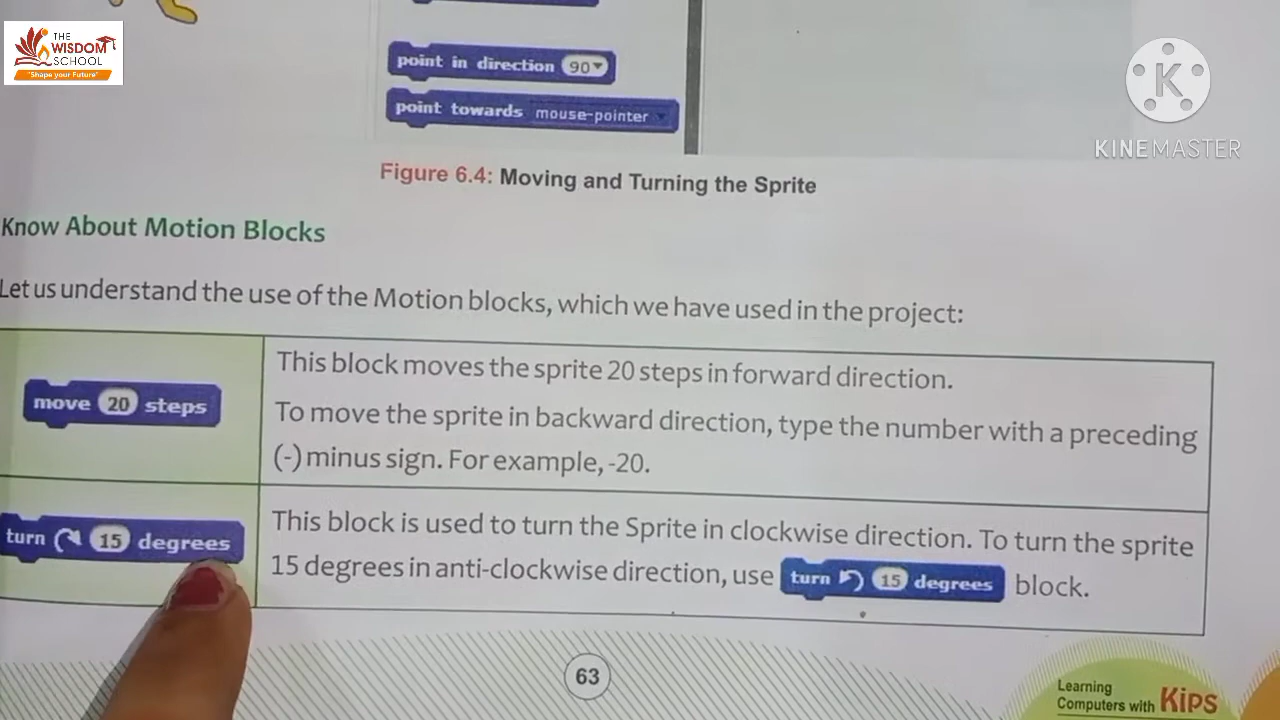 THE
WISDOM
SCHOOL
"Shape your Future"
K
KINEMASTER
point in direction 90
point towards mouse-pointer
Figure 6.4: Moving and Turning the Sprite
Know About Motion Blocks
Let us understand the use of the Motion blocks, which we have used in the project:
move 20 steps
This block moves the sprite 20 steps in forward direction.
To move the sprite in backward direction, type the number with a preceding
(-) minus sign. For example, -20.
turn 15 degrees
This block is used to turn the Sprite in clockwise direction. To turn the sprite
15 degrees in anti-clockwise direction, use turn 15 degrees block.
63
Learning
Computers with Kips